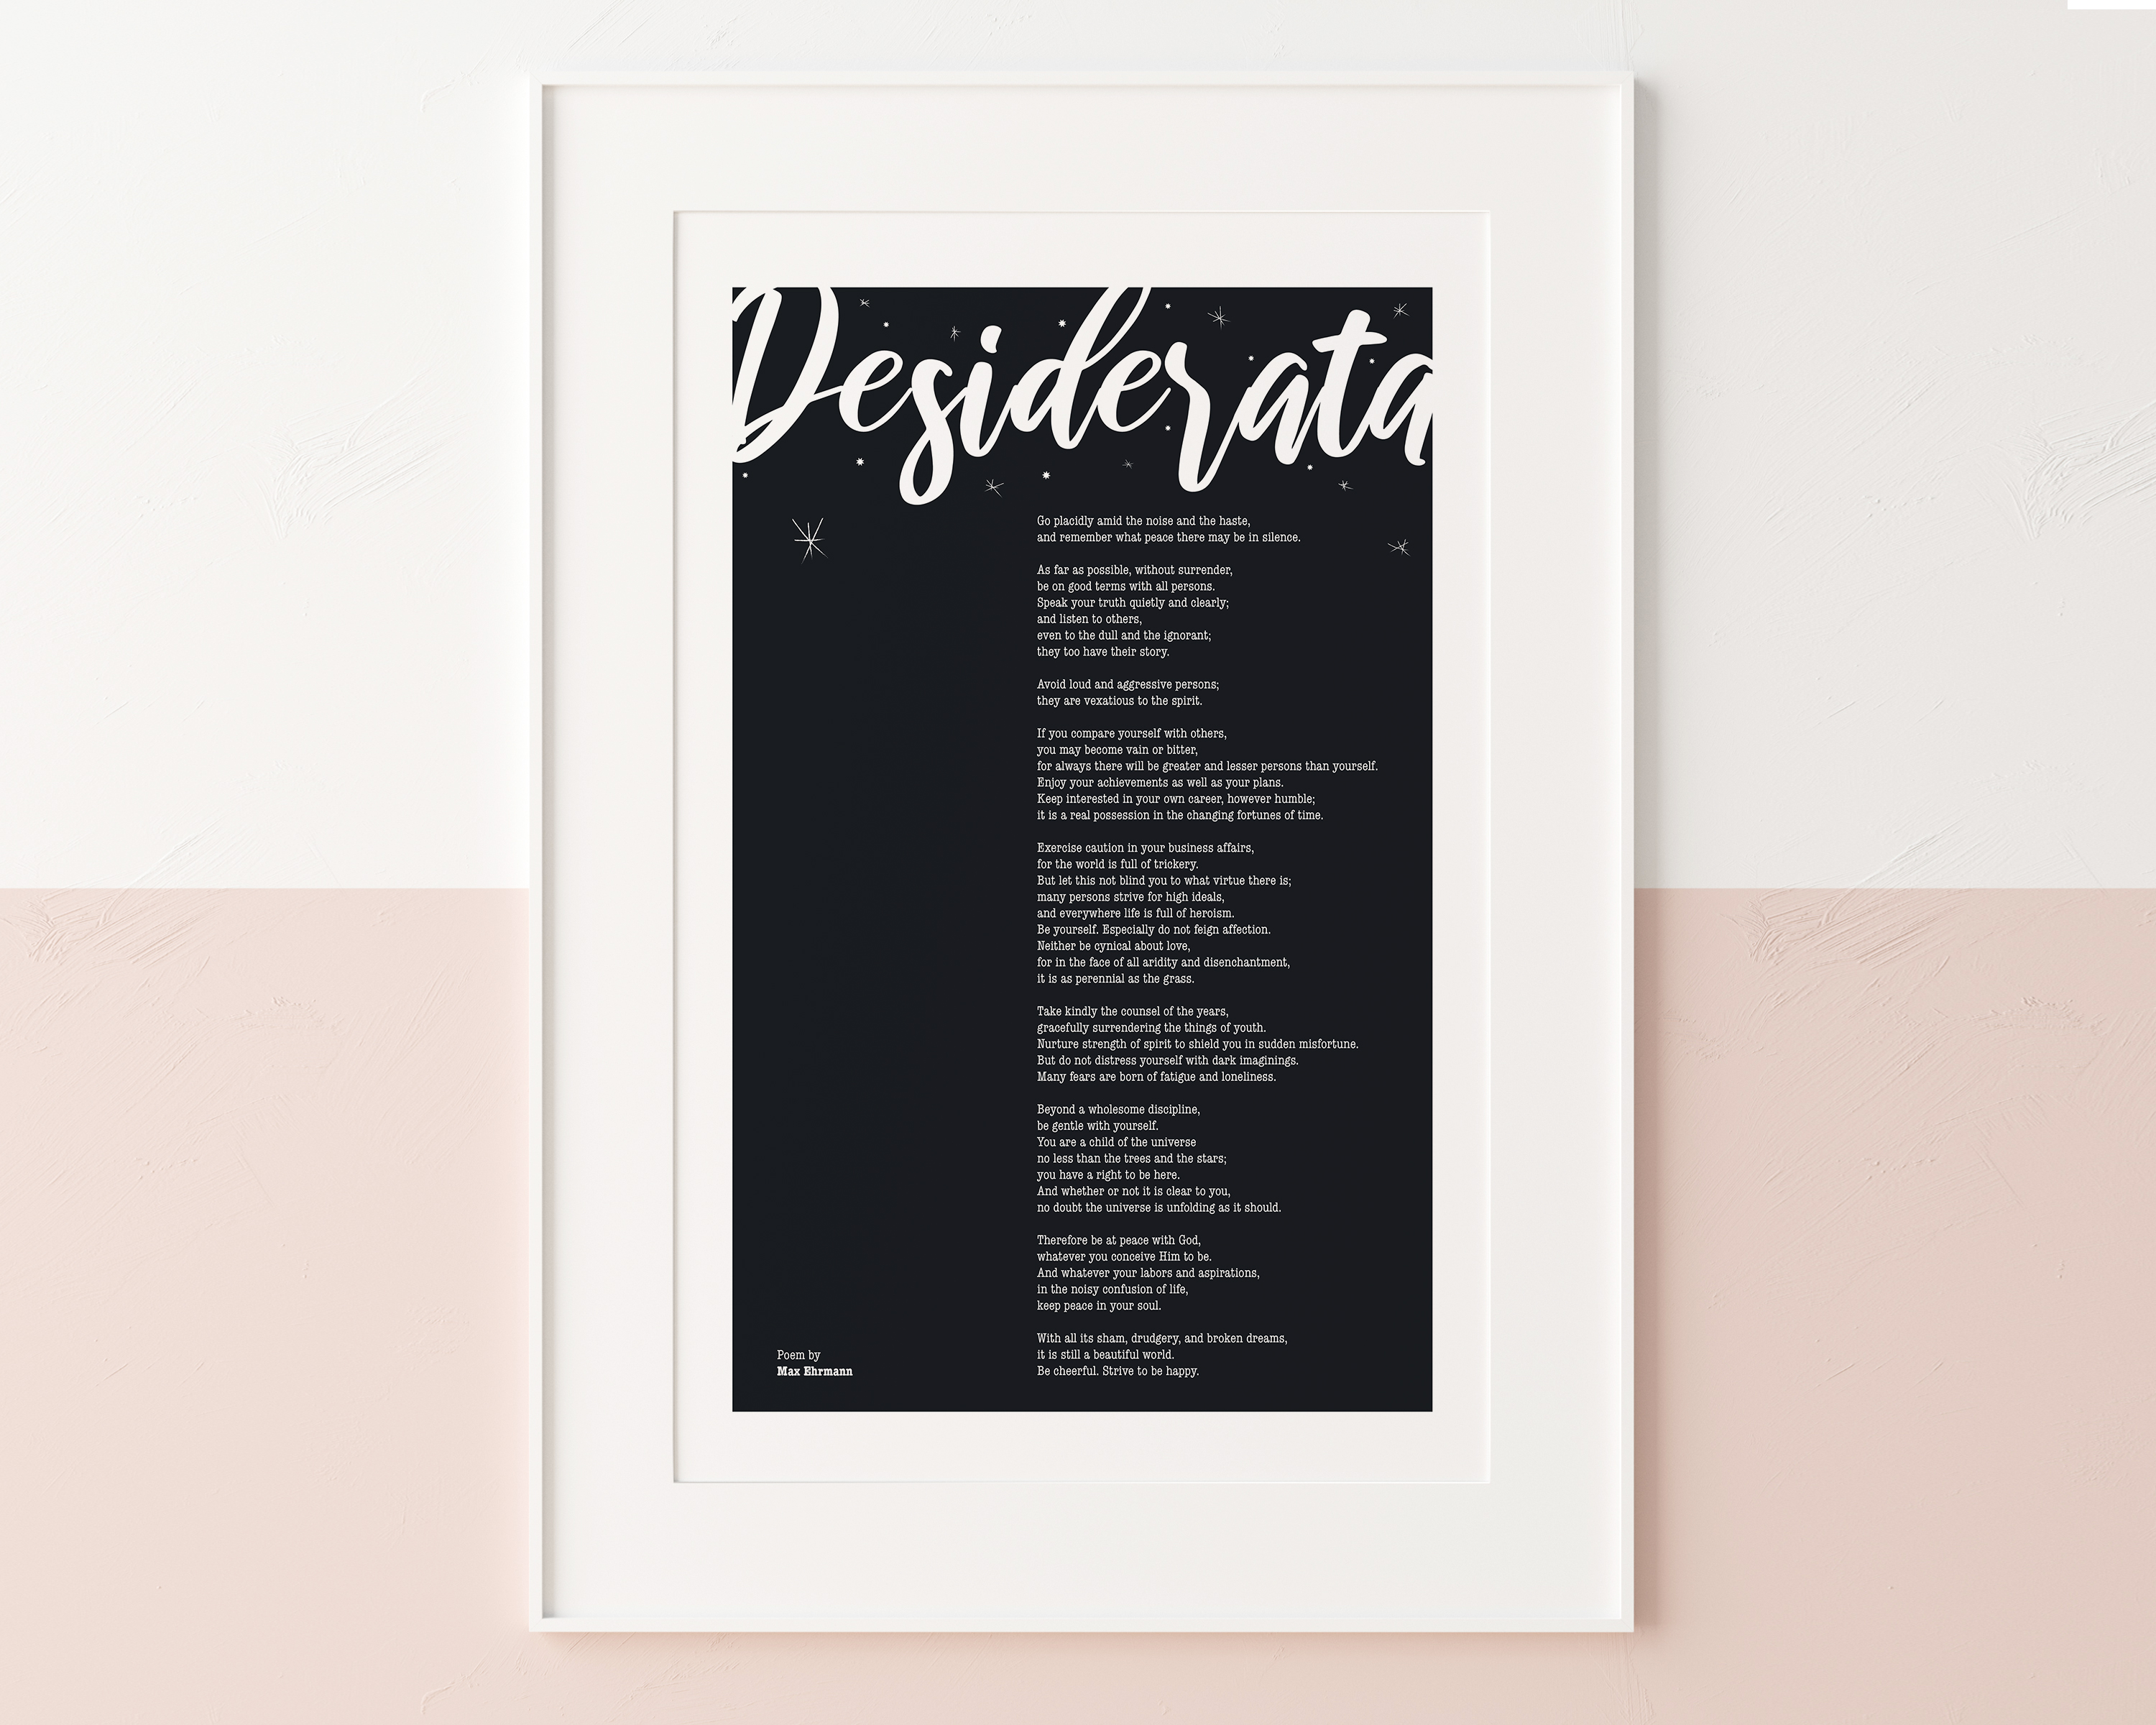 Desiderata
Go placidly amid the noise and the haste,
and remember what peace there may be in silence.
As far as possible, without surrender,
be on good terms with all persons.
Speak your truth quietly and clearly;
and listen to others,
even to the dull and the ignorant;
they too have their story.
Avoid loud and aggressive persons;
they are vexatious to the spirit.
If you compare yourself with others,
you may become vain or bitter,
for always there will be greater and lesser persons than yourself.
Enjoy your achievements as well as your plans.
Keep interested in your own career, however humble;
it is a real possession in the changing fortunes of time.
Exercise caution in your business affairs,
for the world is full of trickery.
But let this not blind you to what virtue there is;
many persons strive for high ideals,
and everywhere life is full of heroism.
Be yourself. Especially do not feign affection.
Neither be cynical about love,
for in the face of all aridity and disenchantment,
it is as perennial as the grass.
Take kindly the counsel of the years,
gracefully surrendering the things of youth.
Nurture strength of spirit to shield you in sudden misfortune.
But do not distress yourself with dark imaginings.
Many fears are born of fatigue and loneliness.
Beyond a wholesome discipline,
be gentle with yourself.
You are a child of the universe
no less than the trees and the stars;
you have a right to be here.
And whether or not it is clear to you,
no doubt the universe is unfolding as it should.
Therefore be at peace with God,
whatever you conceive Him to be.
And whatever your labors and aspirations,
in the noisy confusion of life,
keep peace in your soul.
With all its sham, drudgery, and broken dreams,
it is still a beautiful world.
Be cheerful. Strive to be happy.
Poem by
Max Ehrmann